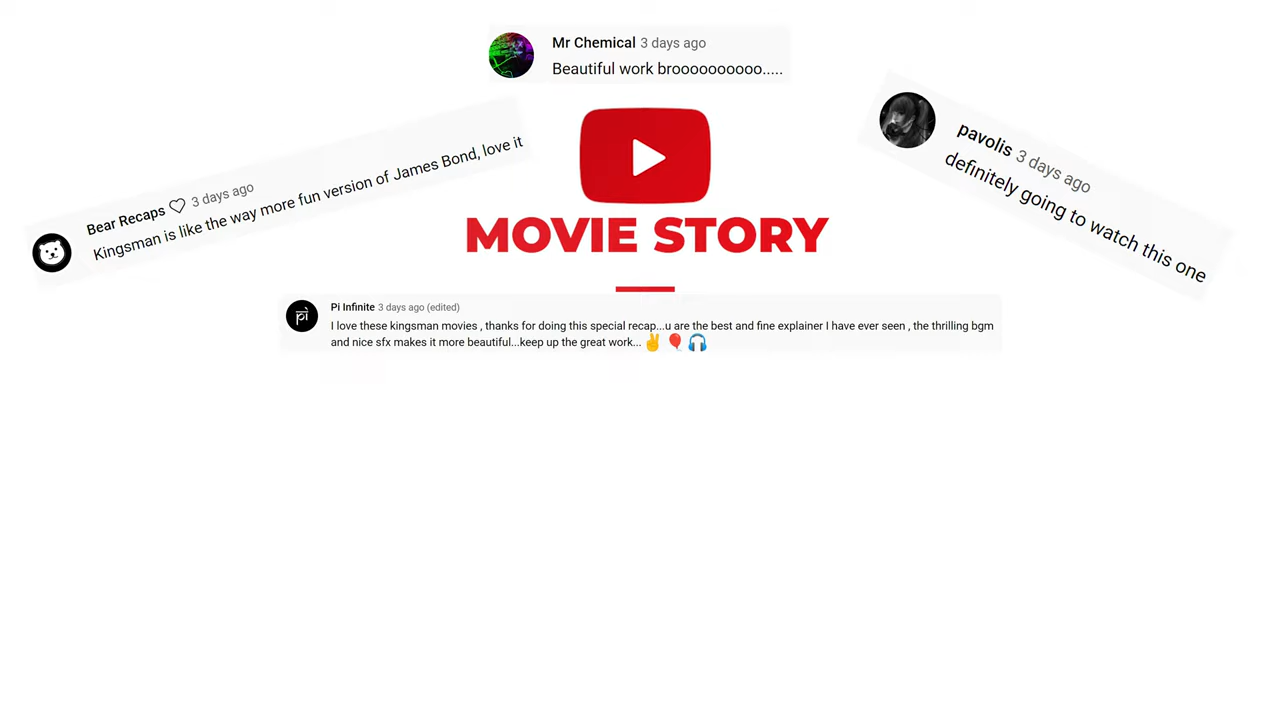 Mr Chemical 3 days ago
Beautiful work broooooooooo.....
Bear Recaps 3 days ago
Kingsman is like the way more fun version of James Bond, love it
pavolis 3 days ago
definitely going to watch this one
MOVIE STORY
पां
Pi Infinite 3 days ago (edited)
I love these kingsman movies , thanks for doing this special recap...u are the best and fine explainer I have ever seen , the thrilling bgm
and nice sfx makes it more beautiful...keep up the great work... ✌️ 🎈 🎧